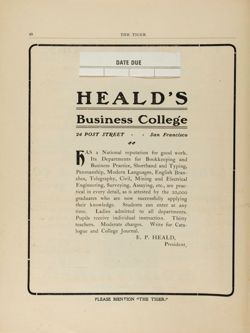 40 THE TIGER
DATE DUE
HEALD'S
Business College
24 POST STREET - - San Francisco
HAS a National reputation for good work.
Its Departments for Bookkeeping and
Business Practice, Shorthand and Typing,
Penmanship, Modern Languages, English Bran-
ches, Telegraphy, Civil, Mining and Electrical
Engineering, Surveying, Assaying, etc., are prac-
tical in every detail, as is attested by the 20,000
graduates who are now successfully applying
their knowledge. Students can enter at any
time. Ladies admitted to all departments.
Pupils receive individual instruction. Thirty
teachers. Moderate charges. Write for Cata-
logue and College Journal.
E. P. HEALD,
President,
PLEASE MENTION "THE TIGER."